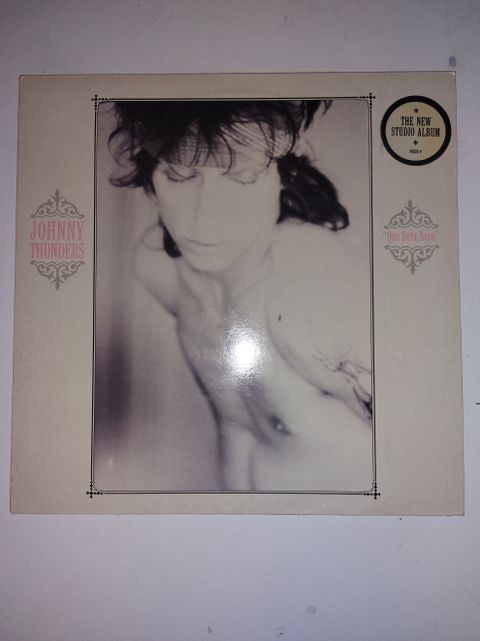 JOHNNY
THUNDERS
THE NEW
STUDIO ALBUM
"Que Sera, Sera"